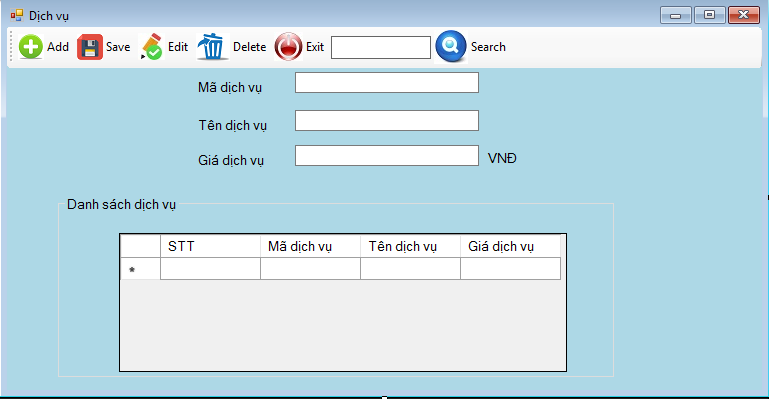 Dịch vụ
Add Save Edit Delete Exit Search
Mã dịch vụ
Tên dịch vụ
Giá dịch vụ VNĐ
Danh sách dịch vụ
STT Mã dịch vụ Tên dịch vụ Giá dịch vụ
*